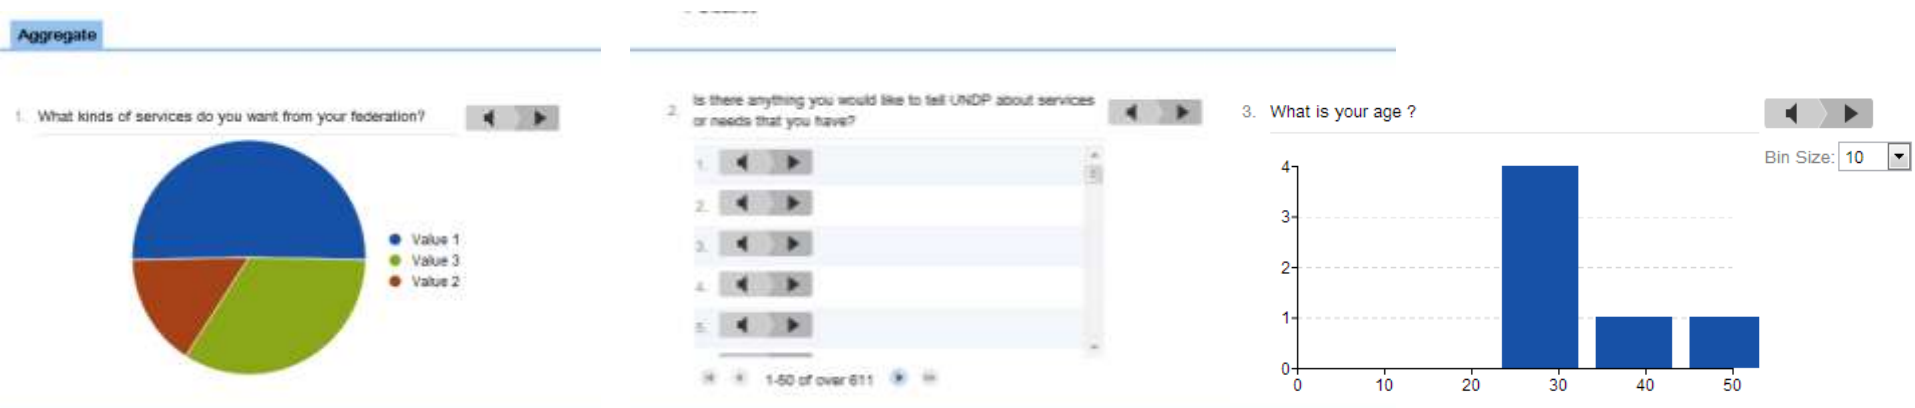 Aggregate
1. What kinds of services do you want from your federation?
Value 1
Value 3
Value 2
2. Is there anything you would like to tell UNDP about services
or needs that you have?
1.
2.
3.
4.
5.
1-50 of over 611
3. What is your age ?
Bin Size: 10
4
3
2
1
0
0 10 20 30 40 50